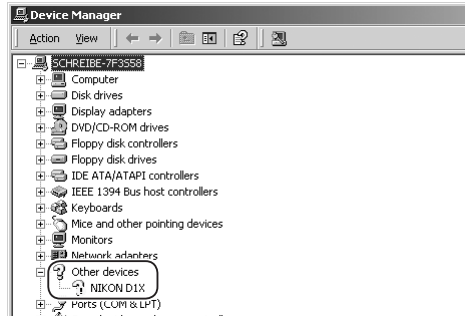 Device Manager
Action View
SCHREIBE-7F3S58
Computer
Disk drives
Display adapters
DVD/CD-ROM drives
Floppy disk controllers
Floppy disk drives
IDE ATA/ATAPI controllers
IEEE 1394 Bus host controllers
Keyboards
Mice and other pointing devices
Monitors
Network adapters
Other devices
NIKON D1X
Ports (COM & LPT)